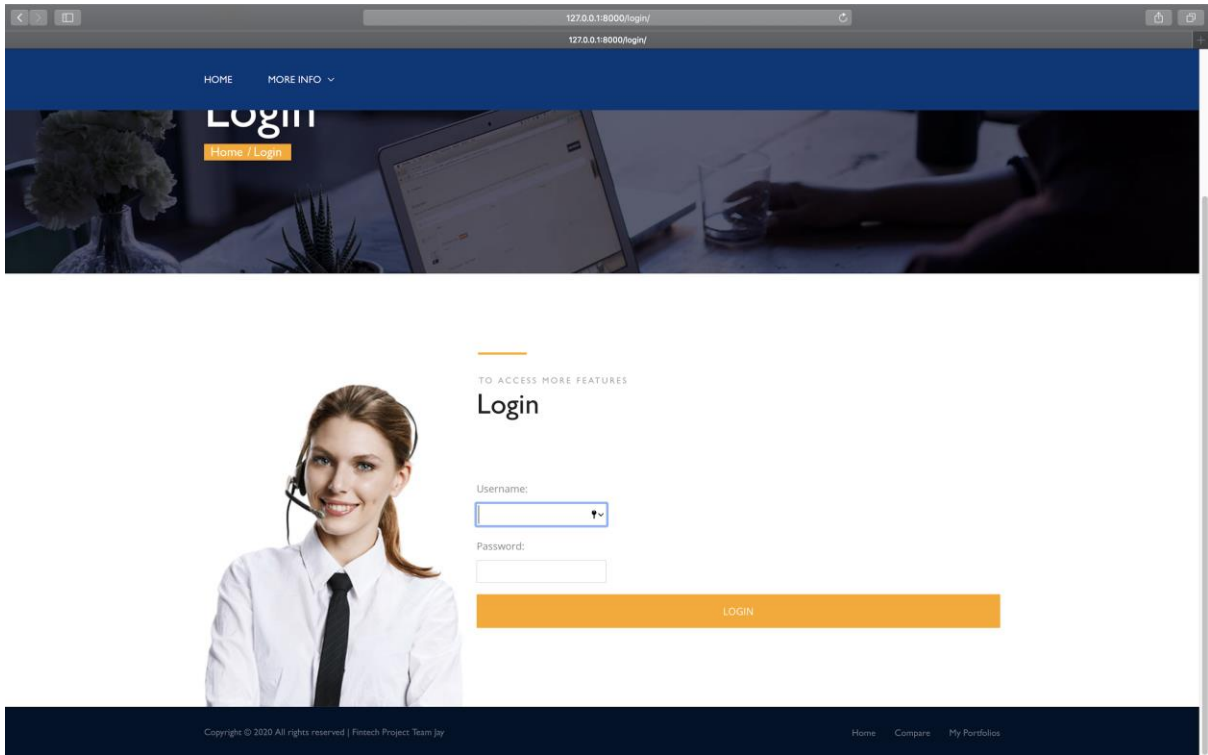 127.0.0.1:8000/login/
127.0.0.1:8000/login/
HOME MORE INFO
Login
Home / Login
TO ACCESS MORE FEATURES
Login
Username:
Password:
LOGIN
Copyright © 2020 All rights reserved | Fintech Project Team Jay
Home Compare My Portfolios